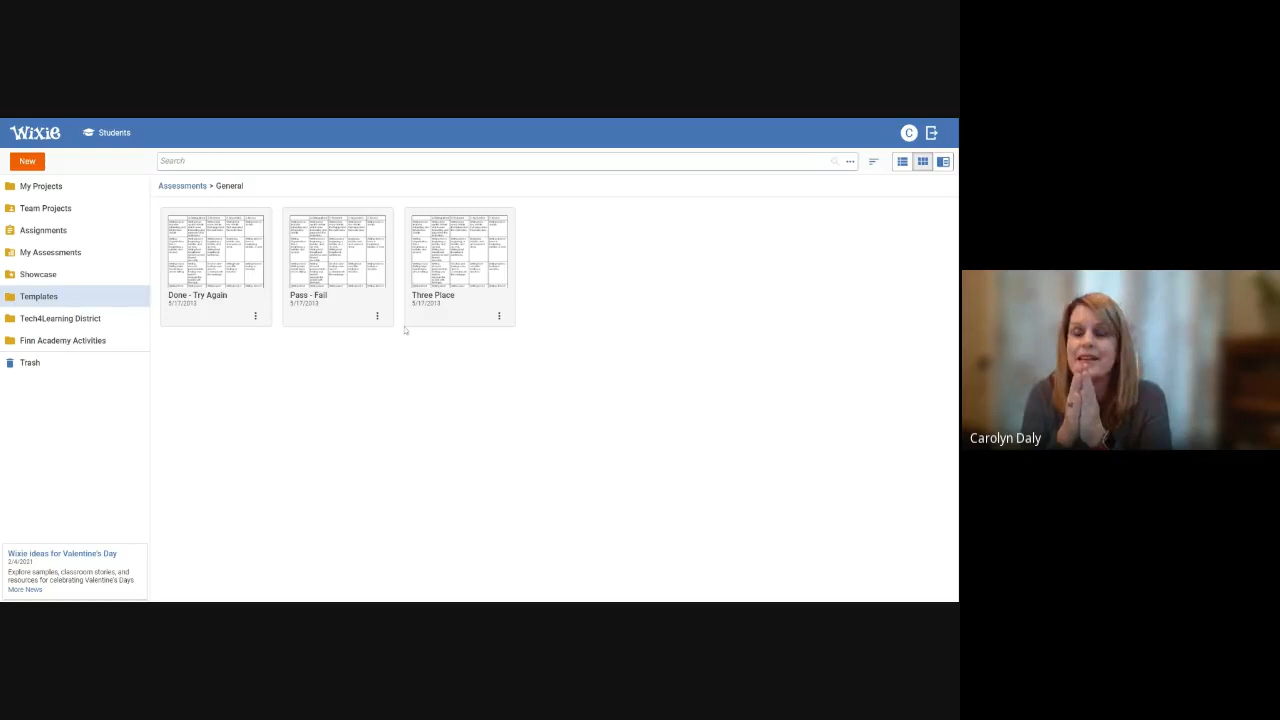 Wixie
Students
C
New
Search
My Projects
Team Projects
Assignments
My Assessments
Showcase
Templates
Tech4Learning District
Finn Academy Activities
Trash
Assessments > General
Done - Try Again
5/17/2013
Pass - Fail
5/17/2013
Three Place
5/17/2013
Wixie ideas for Valentine's Day
2/4/2021
Explore samples, classroom stories, and
resources for celebrating Valentine's Days
More News
Carolyn Daly